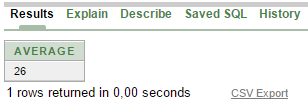 Results Explain Describe Saved SQL History
AVERAGE
26
1 rows returned in 0,00 seconds CSV Export